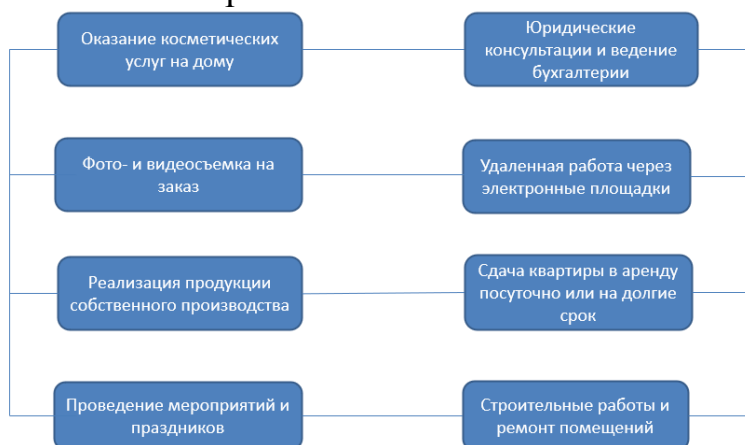 Оказание косметических
услуг на дому
Юридические
консультации и ведение
бухгалтерии
Фото- и видеосъемка на
заказ
Удаленная работа через
электронные площадки
Реализация продукции
собственного производства
Сдача квартиры в аренду
посуточно или на долгие
срок
Проведение мероприятий и
праздников
Строительные работы и
ремонт помещений